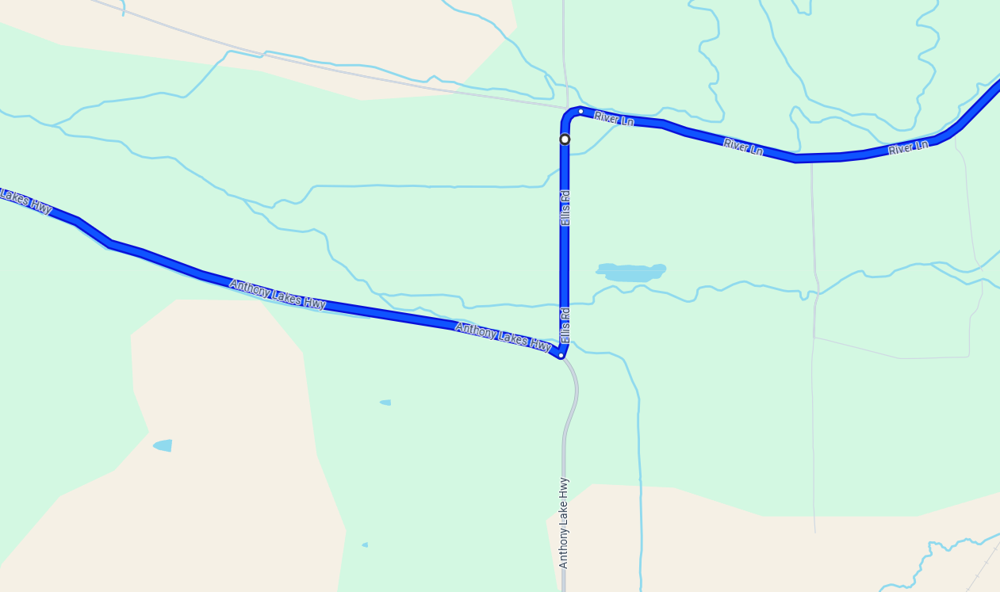 River Ln
River Ln
River Ln
Lakes Hwy
Ellis Rd
Anthony Lakes Hwy
Ellis Rd
Anthony Lakes Hwy
Anthony Lake Hwy